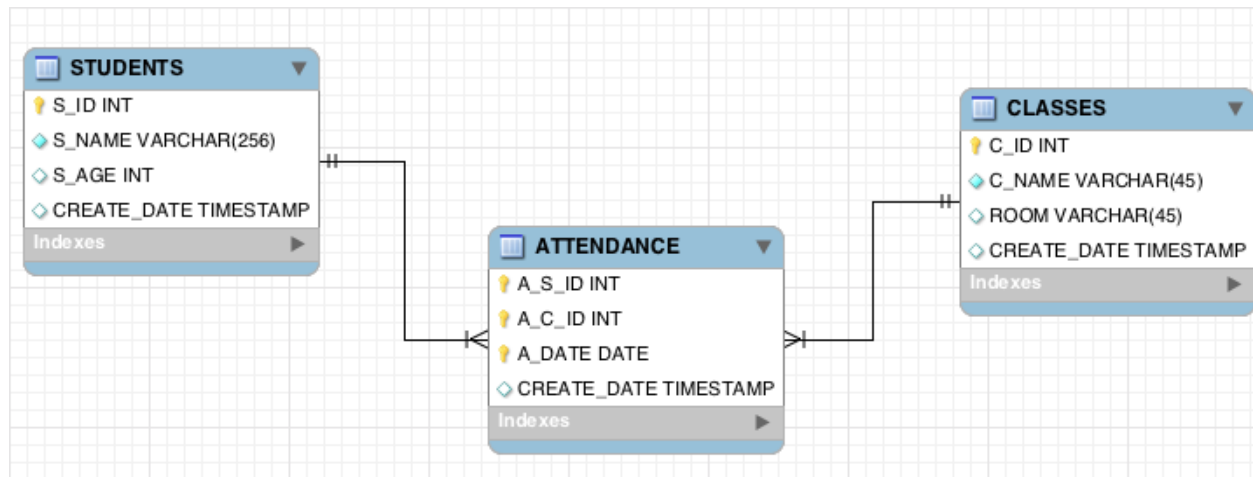 STUDENTS
S_ID INT
S_NAME VARCHAR(256)
S_AGE INT
CREATE_DATE TIMESTAMP
Indexes
ATTENDANCE
A_S_ID INT
A_C_ID INT
A_DATE DATE
CREATE_DATE TIMESTAMP
Indexes
CLASSES
C_ID INT
C_NAME VARCHAR(45)
ROOM VARCHAR(45)
CREATE_DATE TIMESTAMP
Indexes